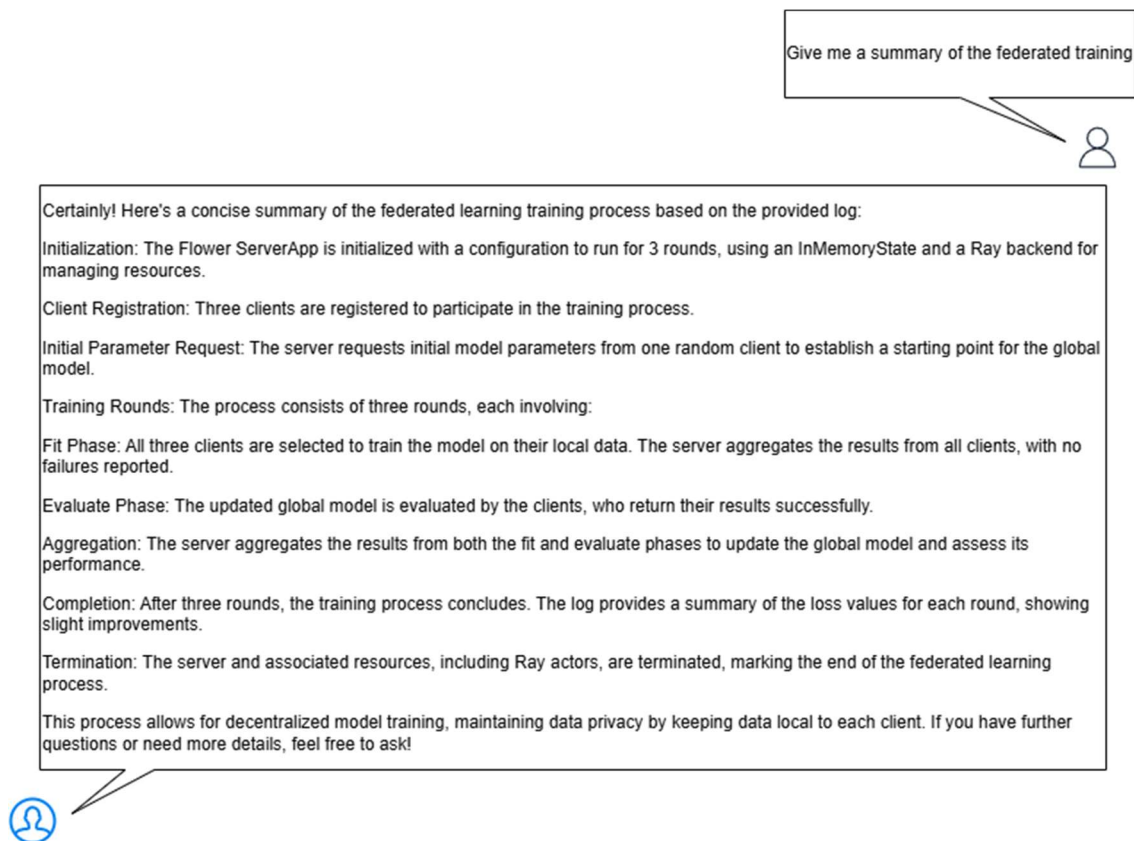 Give me a summary of the federated training
Certainly! Here's a concise summary of the federated learning training process based on the provided log:
Initialization: The Flower ServerApp is initialized with a configuration to run for 3 rounds, using an InMemoryState and a Ray backend for
managing resources.
Client Registration: Three clients are registered to participate in the training process.
Initial Parameter Request: The server requests initial model parameters from one random client to establish a starting point for the global
model.
Training Rounds: The process consists of three rounds, each involving:
Fit Phase: All three clients are selected to train the model on their local data. The server aggregates the results from all clients, with no
failures reported.
Evaluate Phase: The updated global model is evaluated by the clients, who return their results successfully.
Aggregation: The server aggregates the results from both the fit and evaluate phases to update the global model and assess its
performance.
Completion: After three rounds, the training process concludes. The log provides a summary of the loss values for each round, showing
slight improvements.
Termination: The server and associated resources, including Ray actors, are terminated, marking the end of the federated learning
process.
This process allows for decentralized model training, maintaining data privacy by keeping data local to each client. If you have further
questions or need more details, feel free to ask!